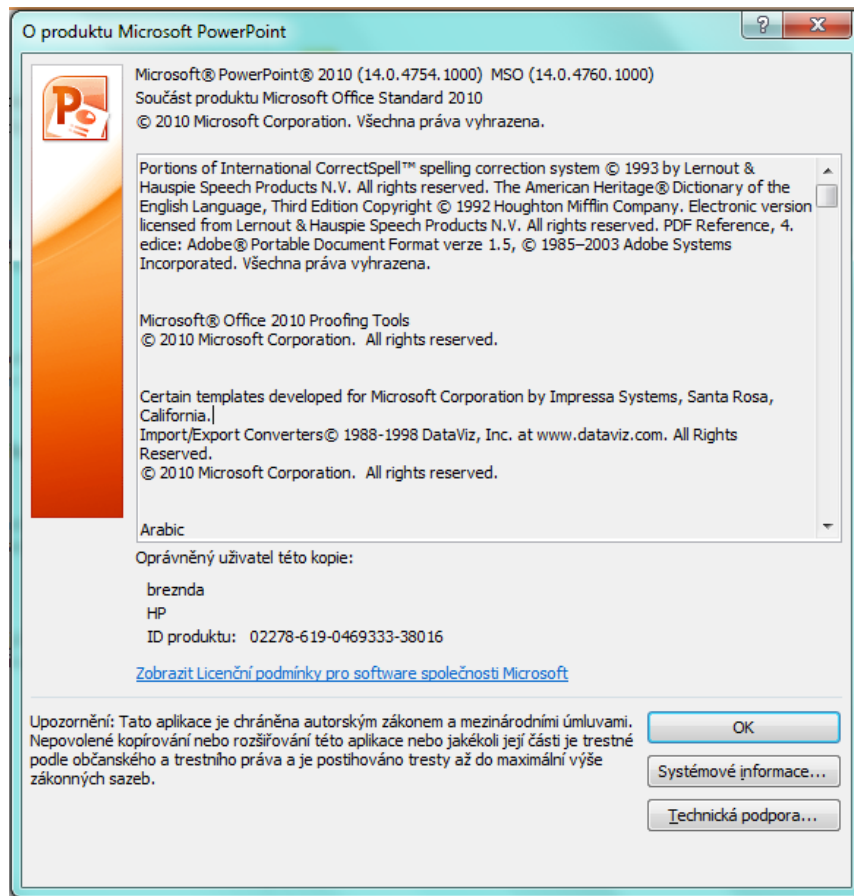 O produktu Microsoft PowerPoint
Microsoft® PowerPoint® 2010 (14.0.4754.1000) MSO (14.0.4760.1000)
Součást produktu Microsoft Office Standard 2010
© 2010 Microsoft Corporation. Všechna práva vyhrazena.
Portions of International CorrectSpell™ spelling correction system © 1993 by Lernout &
Hauspie Speech Products N.V. All rights reserved. The American Heritage® Dictionary of the
English Language, Third Edition Copyright © 1992 Houghton Mifflin Company. Electronic version
licensed from Lernout & Hauspie Speech Products N.V. All rights reserved. PDF Reference, 4.
edice: Adobe® Portable Document Format verze 1.5, © 1985–2003 Adobe Systems
Incorporated. Všechna práva vyhrazena.
Microsoft® Office 2010 Proofing Tools
© 2010 Microsoft Corporation. All rights reserved.
Certain templates developed for Microsoft Corporation by Impressa Systems, Santa Rosa,
California.
Import/Export Converters© 1988-1998 DataViz, Inc. at www.dataviz.com. All Rights
Reserved.
© 2010 Microsoft Corporation. All rights reserved.
Arabic
Oprávněný uživatel této kopie:
breznda
HP
ID produktu: 02278-619-0469333-38016
Zobrazit Licenční podmínky pro software společnosti Microsoft
Upozornění: Tato aplikace je chráněna autorským zákonem a mezinárodními úmluvami.
Nepovolené kopírování nebo rozšiřování této aplikace nebo jakékoli její části je trestné
podle občanského a trestního práva a je postihováno tresty až do maximální výše
zákonných sazeb.
OK
Systémové informace...
Technická podpora...